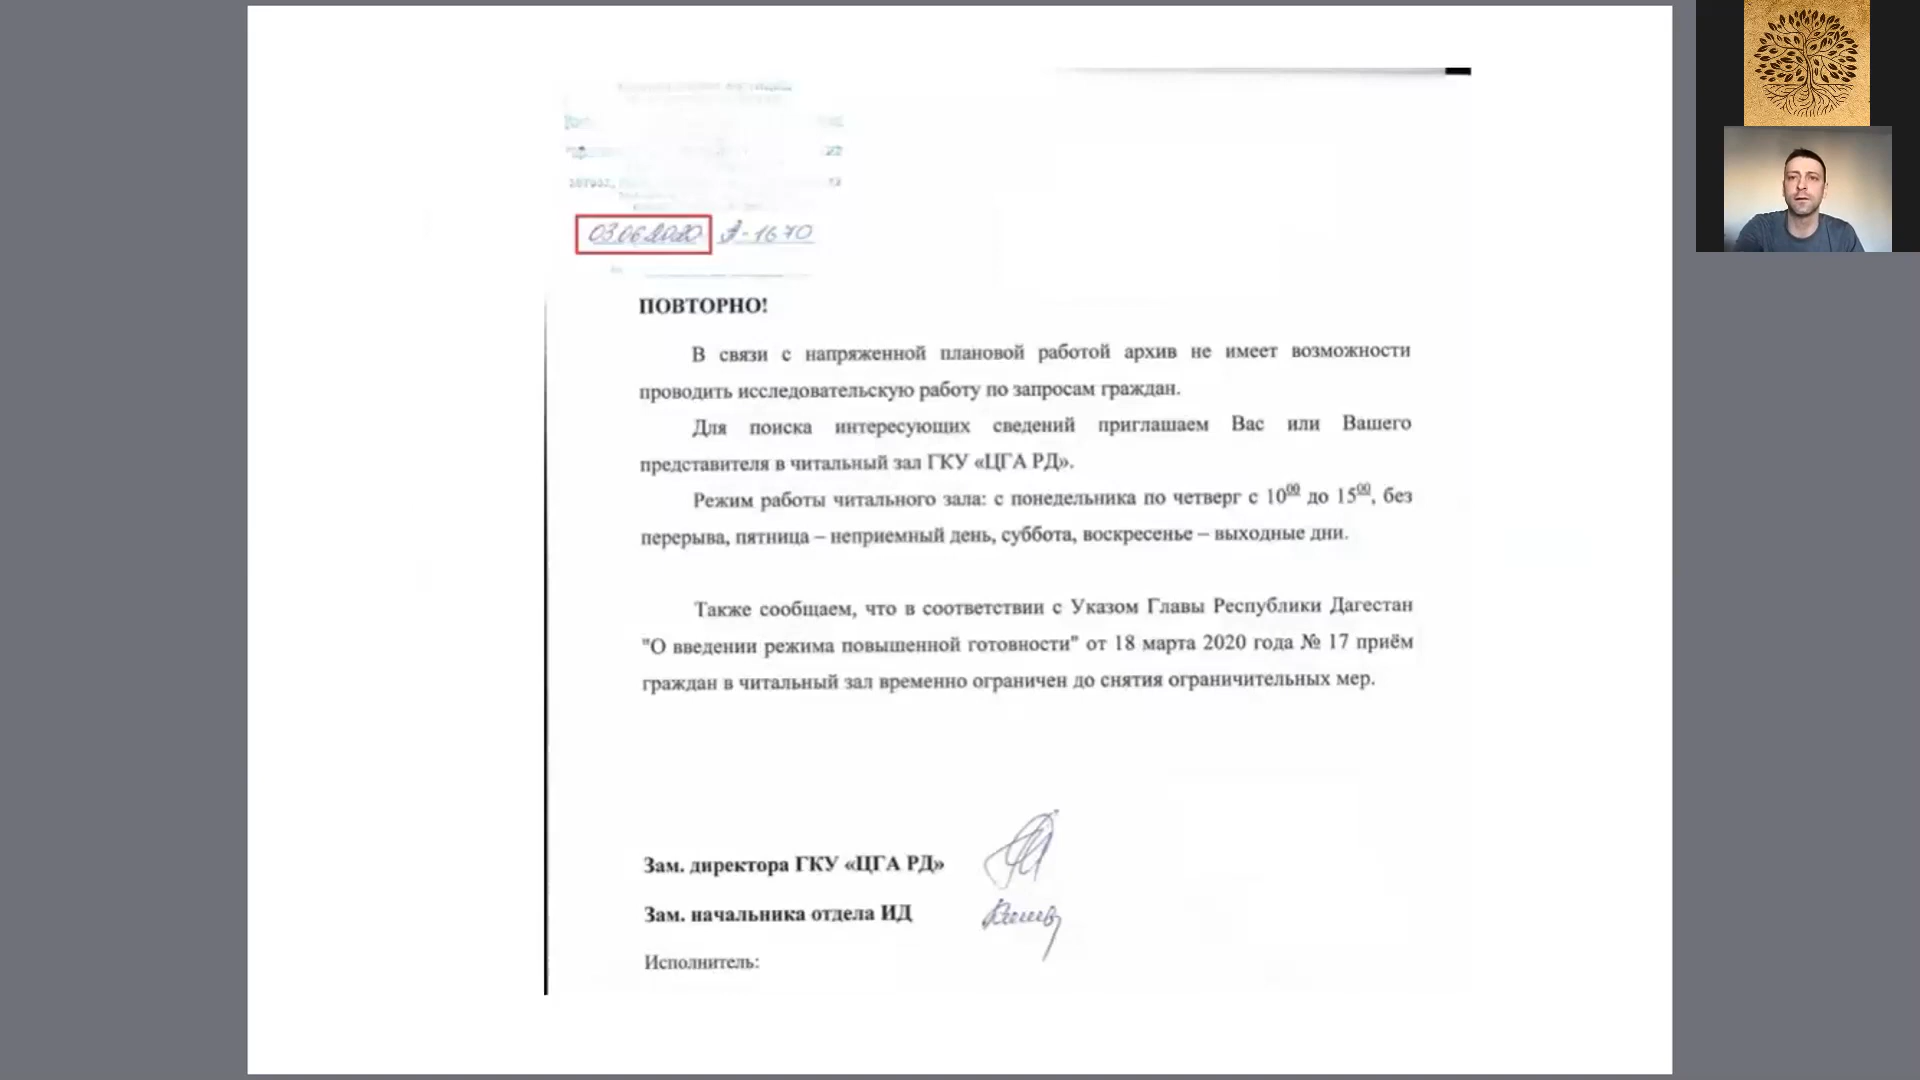 03.06.2020 Э-1670
ПОВТОРНО!
В связи с напряженной плановой работой архив не имеет возможности
проводить исследовательскую работу по запросам граждан.
Для поиска интересующих сведений приглашаем Вас или Вашего
представителя в читальный зал ГКУ «ЦГА РД».
Режим работы читального зала: с понедельника по четверг с 10⁰⁰ до 15⁰⁰, без
перерыва, пятница – неприемный день, суббота, воскресенье – выходные дни.
Также сообщаем, что в соответствии с Указом Главы Республики Дагестан
"О введении режима повышенной готовности" от 18 марта 2020 года № 17 приём
граждан в читальный зал временно ограничен до снятия ограничительных мер.
Зам. директора ГКУ «ЦГА РД»
Зам. начальника отдела ИД
Исполнитель: